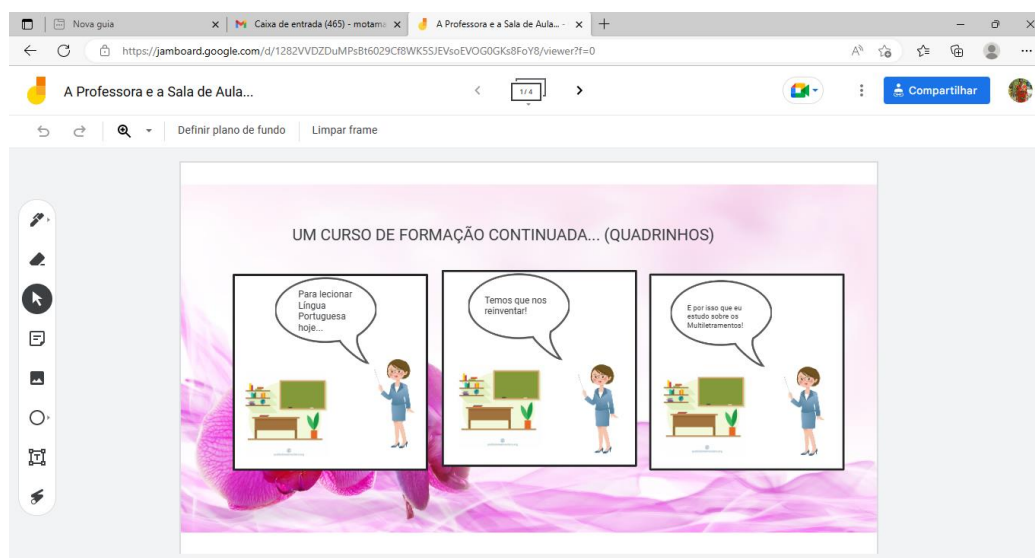 Nova guia
Caixa de entrada (465) - motama
A Professora e a Sala de Aula... -
https://jamboard.google.com/d/1282VVDZDuMPsBt6029Cf8WK5SJEVsoEVOG0GKs8FoY8/viewer?f=0
A Professora e a Sala de Aula...
1/4
Compartilhar
Definir plano de fundo
Limpar frame
UM CURSO DE FORMAÇÃO CONTINUADA... (QUADRINHOS)
Para lecionar
Língua
Portuguesa
hoje...
Temos que nos
reinventar!
E por isso que eu
estudo sobre os
Multiletramentos!